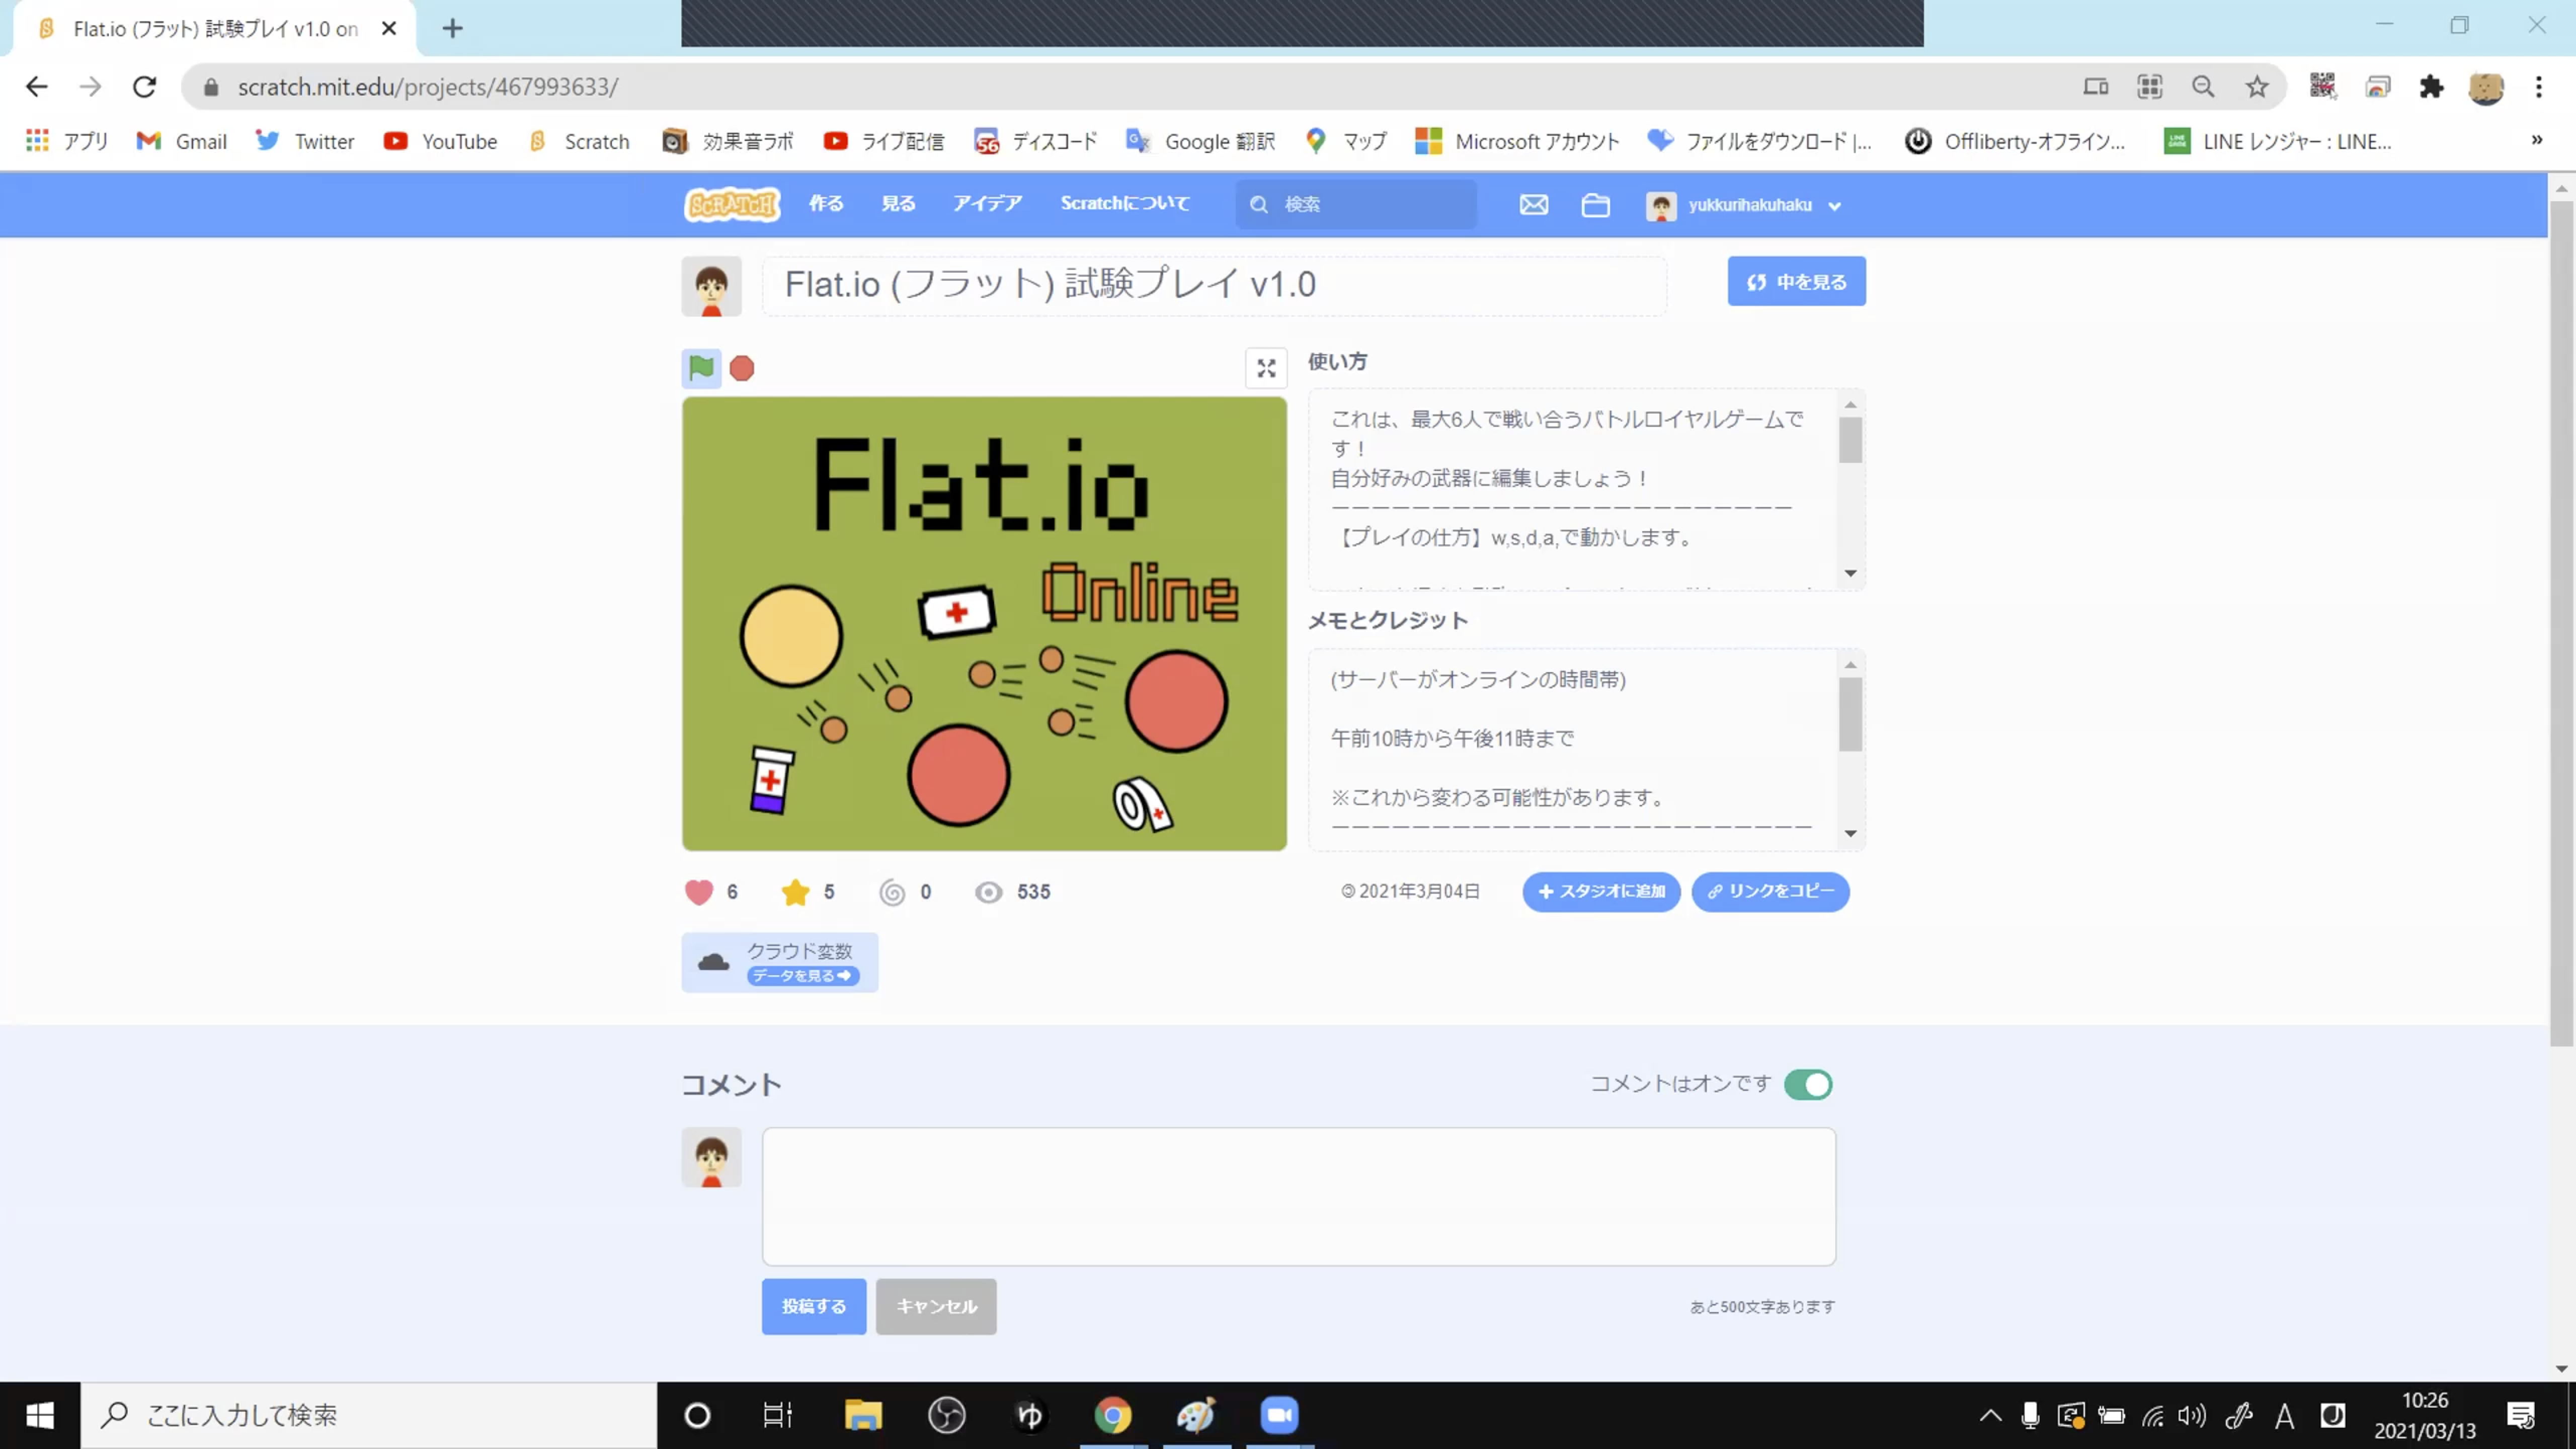 Flat.io (フラット) 試験プレイ v1.0 on
scratch.mit.edu/projects/467993633/
アプリ Gmail Twitter YouTube Scratch 効果音ラボ ライブ配信 56 ディスコード Google 翻訳 マップ Microsoft アカウント ファイルをダウンロード |... Offliberty-オフライン... LINE レンジャー : LINE... »
SCRATCH 作る 見る アイデア Scratchについて 検索 yukkurihakuhaku
Flat.io (フラット) 試験プレイ v1.0
中を見る
Flat.io
Online
使い方
これは、最大6人で戦い合うバトルロイヤルゲームで
す！
自分好みの武器に編集しましょう！
ーーーーーーーーーーーーーーーーーーーーーーー
【プレイの仕方】w,s,d,a,で動かします。
メモとクレジット
(サーバーがオンラインの時間帯)
午前10時から午後11時まで
※これから変わる可能性があります。
ーーーーーーーーーーーーーーーーーーーーーーーー
6 5 0 535
2021年3月04日
スタジオに追加
リンクをコピー
クラウド変数
データを見る
コメント
コメントはオンです
投稿する
キャンセル
あと500文字あります
ここに入力して検索
ゆ
A
10:26
2021/03/13